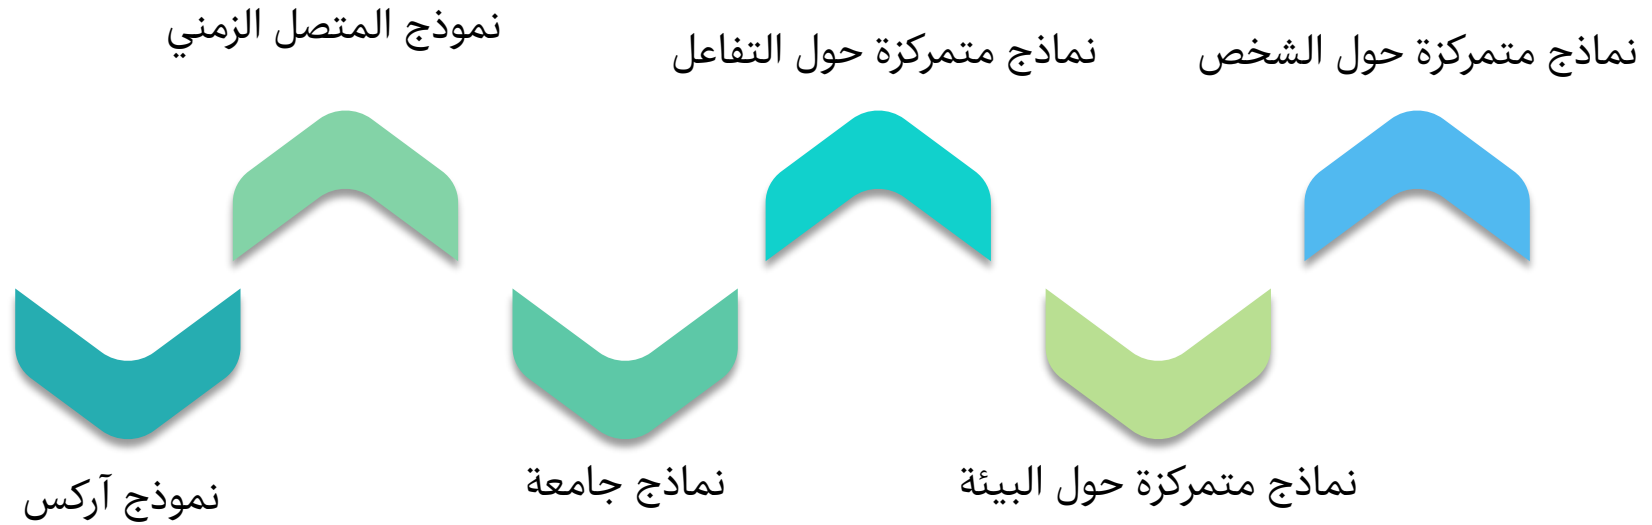 نماذج متمركزة حول الشخص
نماذج متمركزة حول البيئة
نماذج متمركزة حول التفاعل
نماذج جامعة
نموذج المتصل الزمني
نموذج آركس